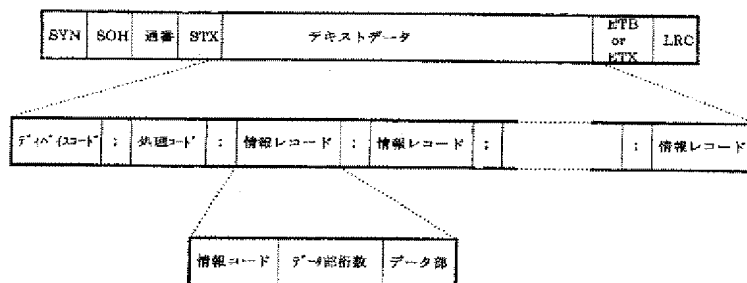 SYN SOH 通番 STX テキストデータ ETB or ETX LRC
ディバイスコード ; 処理コード ; 情報レコード ; 情報レコード ; ; 情報レコード
情報コード データ部桁数 データ部